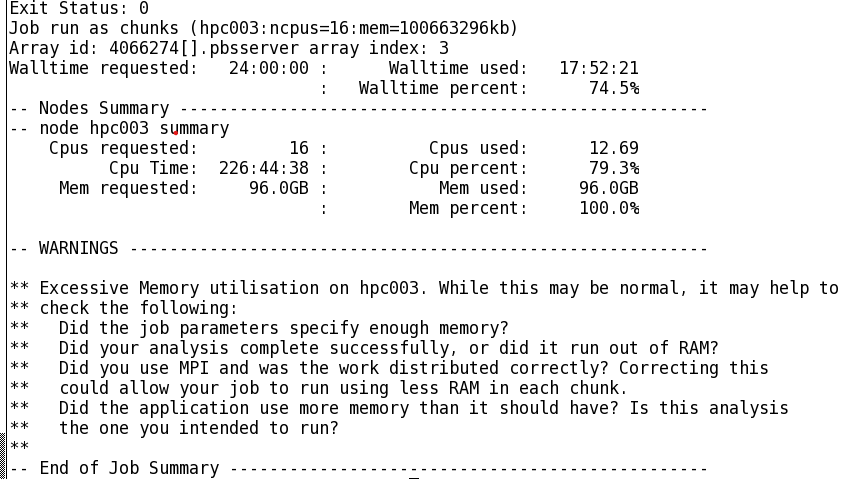 Exit Status: 0
Job run as chunks (hpc003:ncpus=16:mem=100663296kb)
Array id: 4066274[].pbsserver array index: 3
Walltime requested:   24:00:00 :      Walltime used:   17:52:21
                               :   Walltime percent:      74.5%
-- Nodes Summary -----------------------------------------------------
-- node hpc003 summary
    Cpus requested:         16 :          Cpus used:      12.69
          Cpu Time:  226:44:38 :        Cpu percent:      79.3%
     Mem requested:     96.0GB :           Mem used:     96.0GB
                               :        Mem percent:     100.0%

-- WARNINGS ----------------------------------------------------------

** Excessive Memory utilisation on hpc003. While this may be normal, it may help to
** check the following:
**   Did the job parameters specify enough memory?
**   Did your analysis complete successfully, or did it run out of RAM?
**   Did you use MPI and was the work distributed correctly? Correcting this
**   could allow your job to run using less RAM in each chunk.
**   Did the application use more memory than it should have? Is this analysis
**   the one you intended to run?
**
-- End of Job Summary ------------------------------------------------